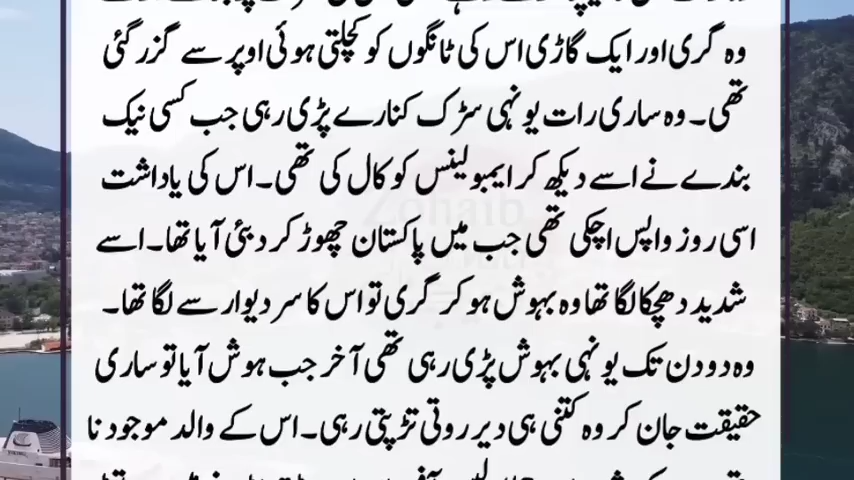 وہ گری اور ایک گاڑی اس کی ٹانگوں کو کچلتی ہوئی اوپر سے گزر گئی
تھی۔ وہ ساری رات یونہی سڑک کنارے پڑی رہی جب کسی نیک
بندے نے اسے دیکھ کر ایمبولینس کو کال کی تھی۔ اس کی یاداشت
اسی روز واپس اچکی تھی جب میں پاکستان چھوڑ کر دبئی آیا تھا۔ اسے
شدید دھچکا لگا تھا وہ بہوش ہو کر گری تو اس کا سر دیوار سے لگا تھا۔
وہ دو دن تک یونہی بہوش پڑی رہی تھی آخر جب ہوش آیا تو ساری
حقیقت جان کر وہ کتنی ہی دیر روتی تڑپتی رہی۔ اس کے والد موجود نا
Zohaib